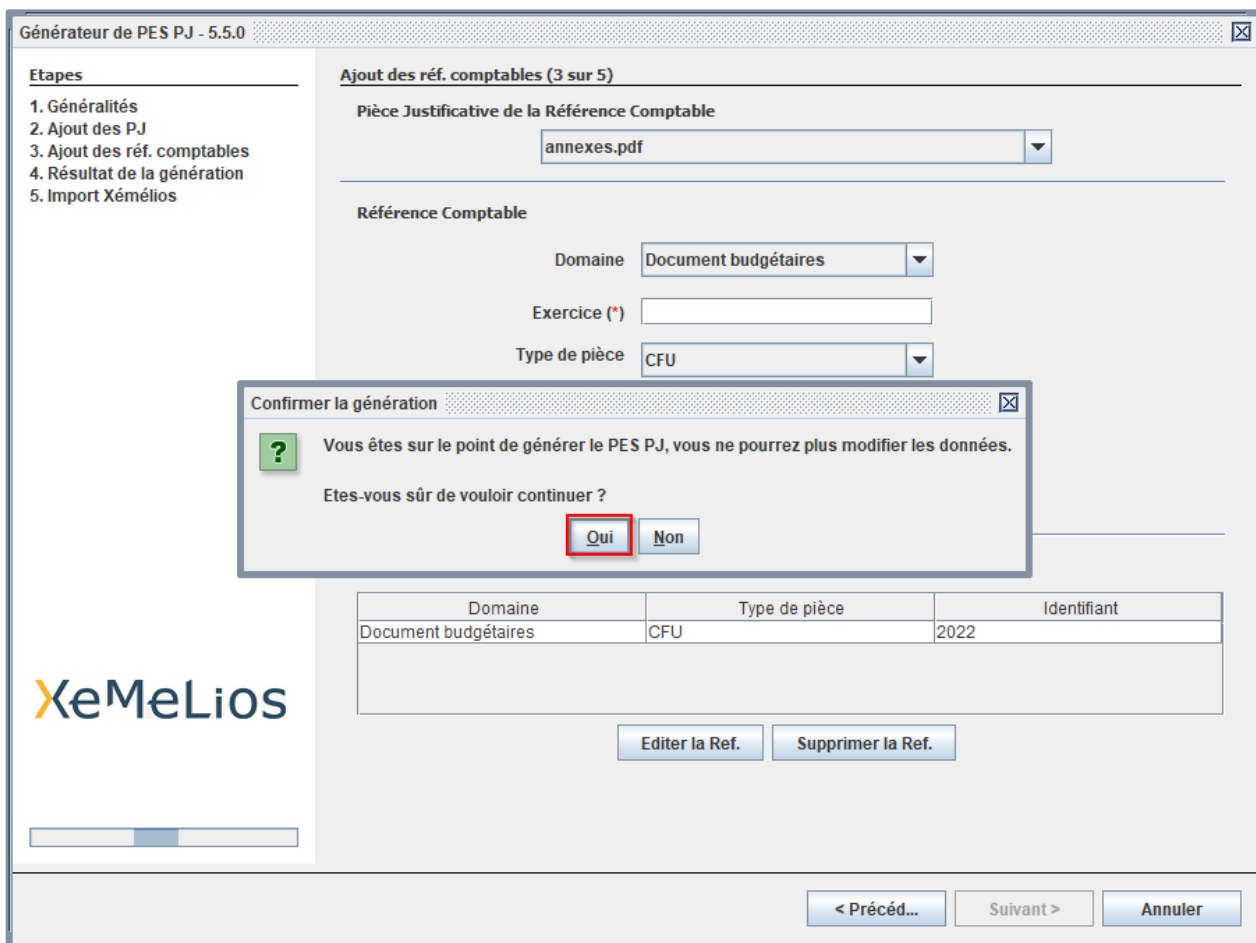 Générateur de PES PJ - 5.5.0
Etapes
1. Généralités
2. Ajout des PJ
3. Ajout des réf. comptables
4. Résultat de la génération
5. Import Xémélios
Ajout des réf. comptables (3 sur 5)
Pièce Justificative de la Référence Comptable
annexes.pdf
Référence Comptable
Domaine Document budgétaires
Exercice (*)
Type de pièce CFU
Confirmer la génération
?
Vous êtes sur le point de générer le PES PJ, vous ne pourrez plus modifier les données.
Etes-vous sûr de vouloir continuer ?
Oui Non
Domaine Type de pièce Identifiant
Document budgétaires CFU 2022
Editer la Ref. Supprimer la Ref.
XeMeLios
< Précéd... Suivant > Annuler